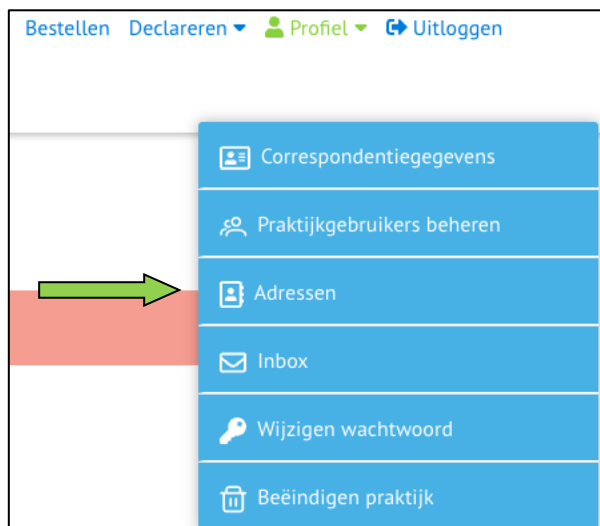 Bestellen Declareren Profiel Uitloggen
Correspondentiegegevens
Praktijkgebruikers beheren
Adressen
Inbox
Wijzigen wachtwoord
Beëindigen praktijk